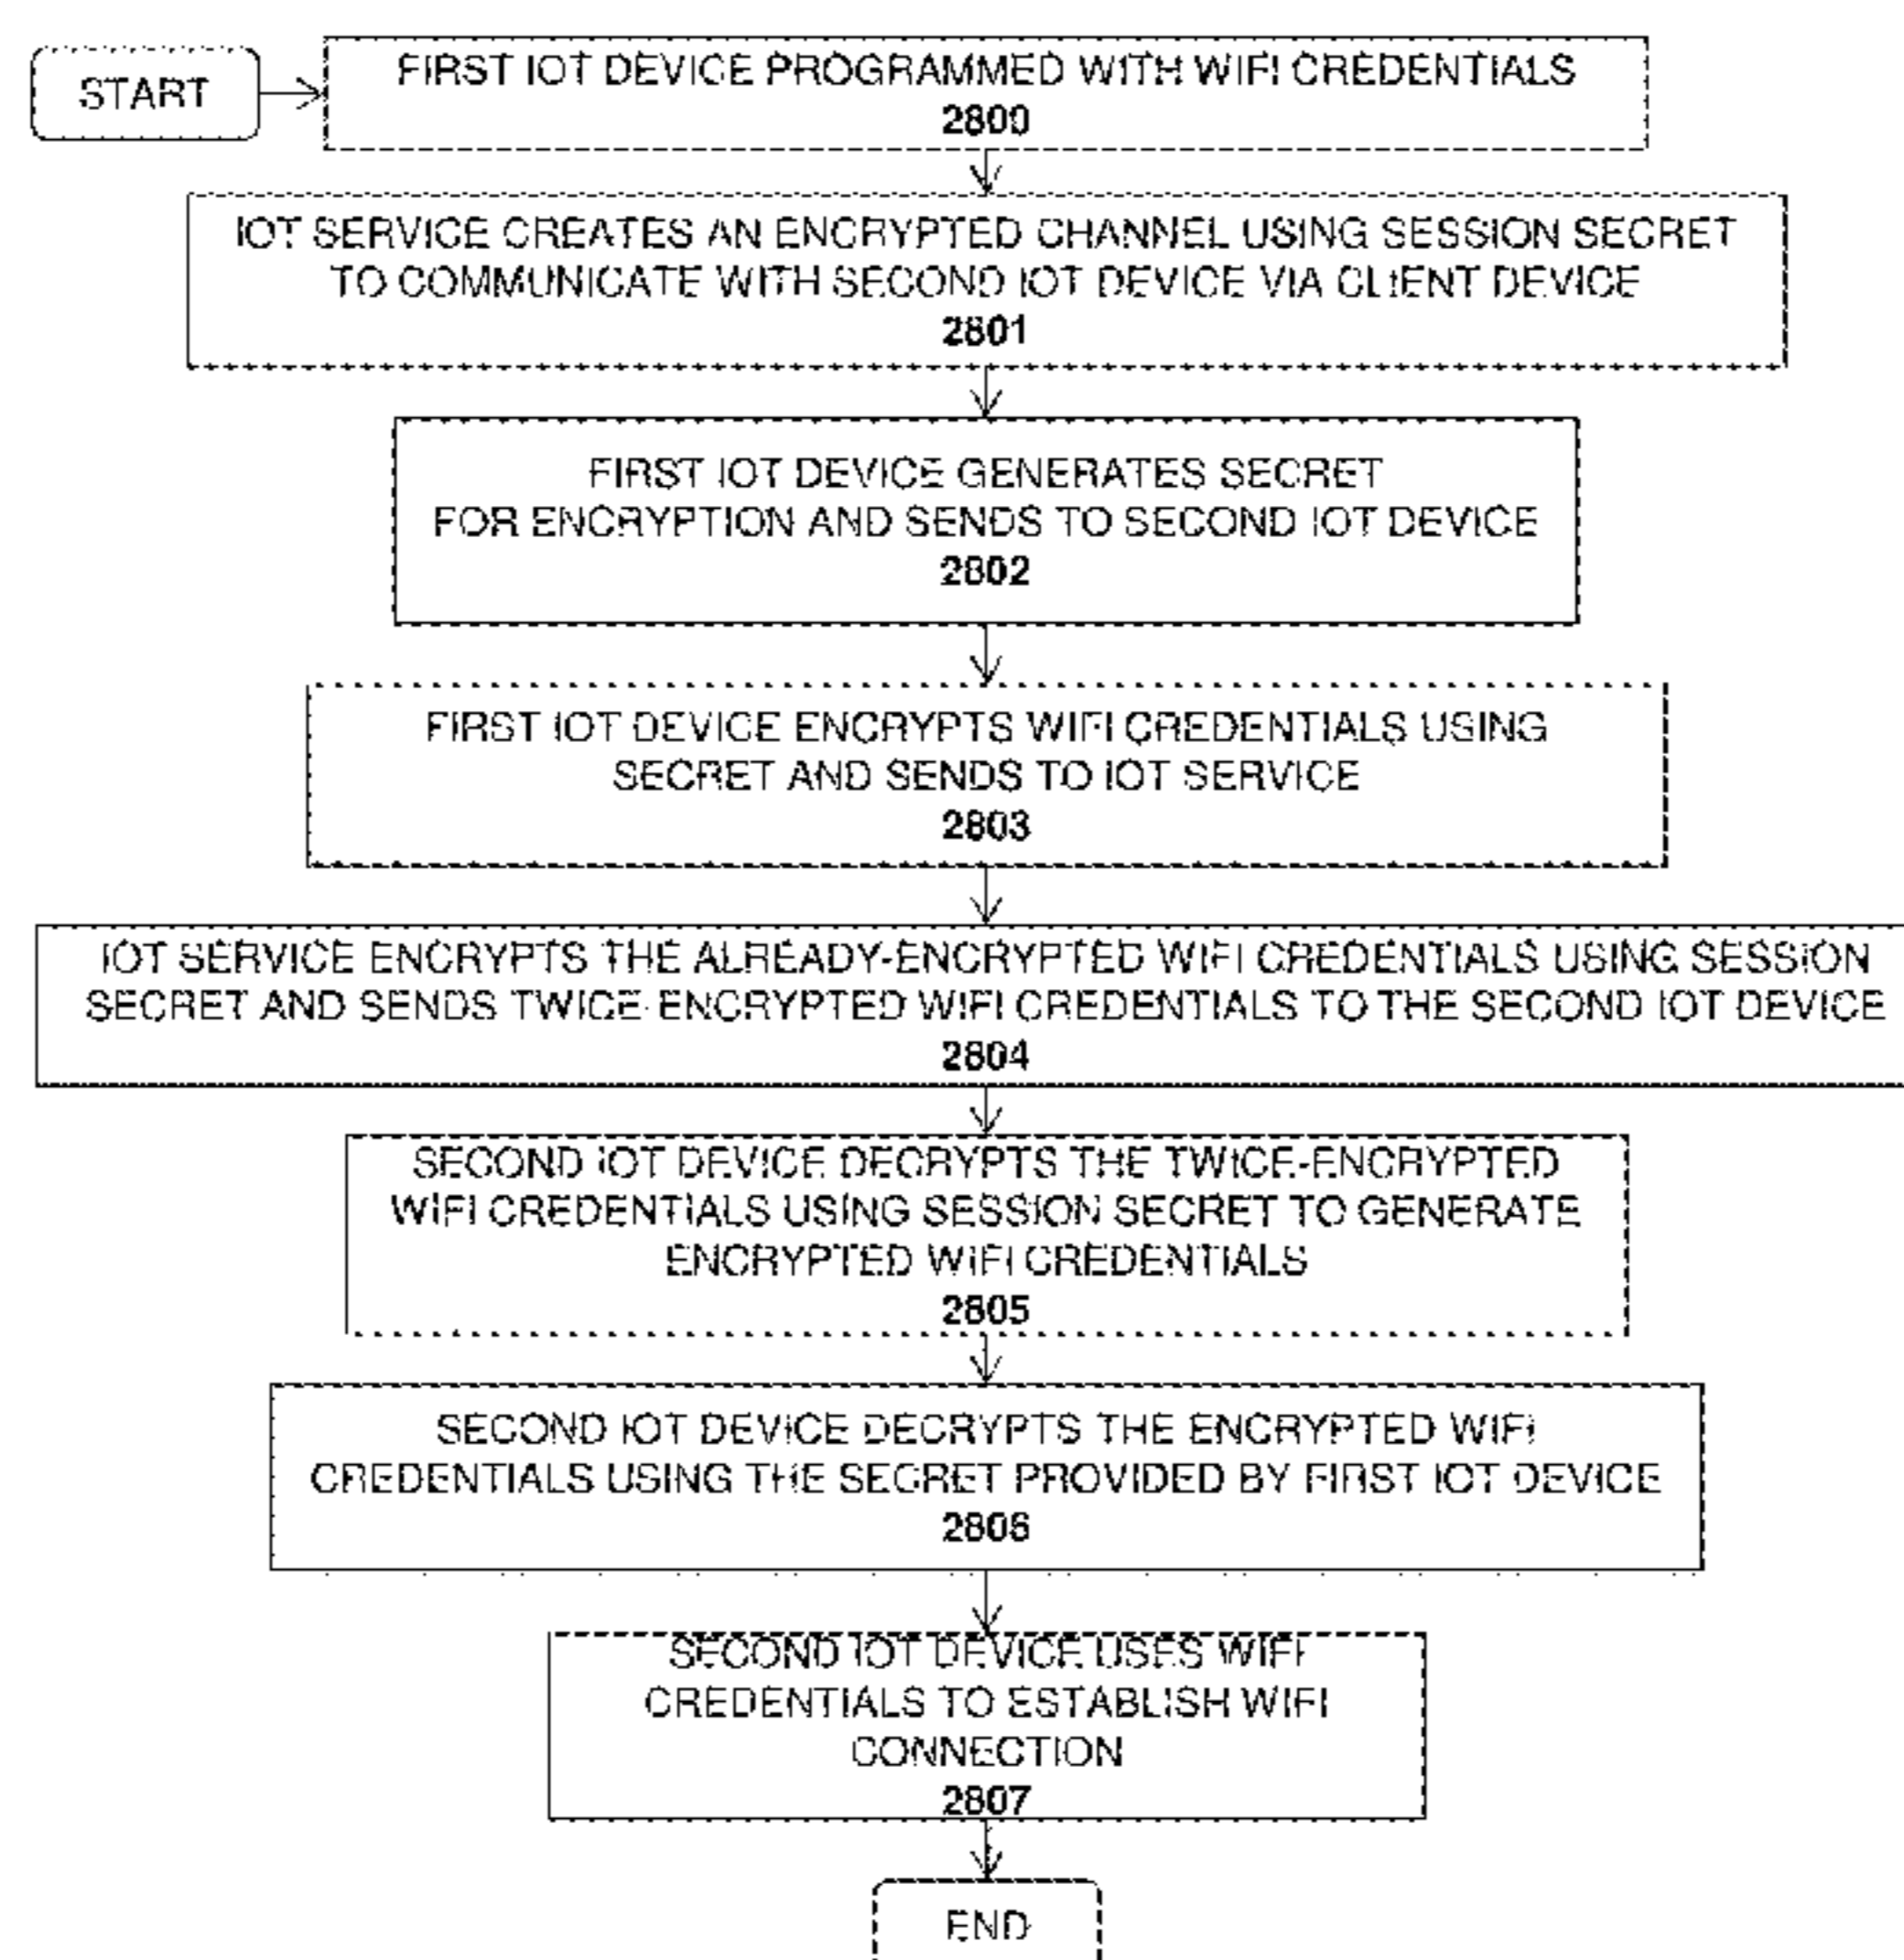 START
FIRST IOT DEVICE PROGRAMMED WITH WIFI CREDENTIALS
2800
IOT SERVICE CREATES AN ENCRYPTED CHANNEL USING SESSION SECRET
TO COMMUNICATE WITH SECOND IOT DEVICE VIA CLIENT DEVICE
2801
FIRST IOT DEVICE GENERATES SECRET
FOR ENCRYPTION AND SENDS TO SECOND IOT DEVICE
2802
FIRST IOT DEVICE ENCRYPTS WIFI CREDENTIALS USING
SECRET AND SENDS TO IOT SERVICE
2803
IOT SERVICE ENCRYPTS THE ALREADY-ENCRYPTED WIFI CREDENTIALS USING SESSION
SECRET AND SENDS TWICE-ENCRYPTED WIFI CREDENTIALS TO THE SECOND IOT DEVICE
2804
SECOND IOT DEVICE DECRYPTS THE TWICE-ENCRYPTED
WIFI CREDENTIALS USING SESSION SECRET TO GENERATE
ENCRYPTED WIFI CREDENTIALS
2805
SECOND IOT DEVICE DECRYPTS THE ENCRYPTED WIFI
CREDENTIALS USING THE SECRET PROVIDED BY FIRST IOT DEVICE
2806
SECOND IOT DEVICE USES WIFI
CREDENTIALS TO ESTABLISH WIFI
CONNECTION
2807
END